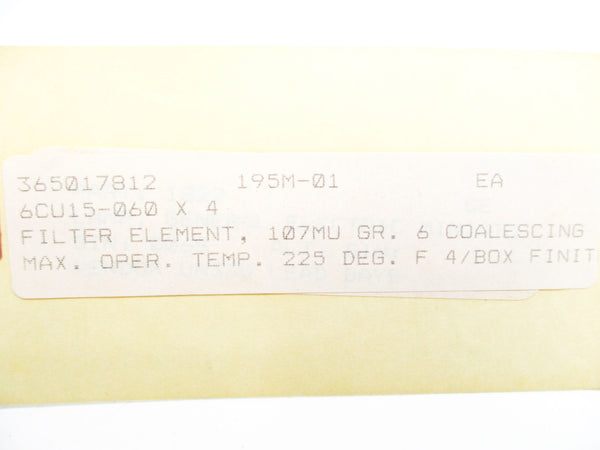 365017812 195M-01 EA
6CU15-060 X 4
FILTER ELEMENT, 107MU GR. 6 COALESCING
MAX. OPER. TEMP. 225 DEG. F 4/BOX FINIT